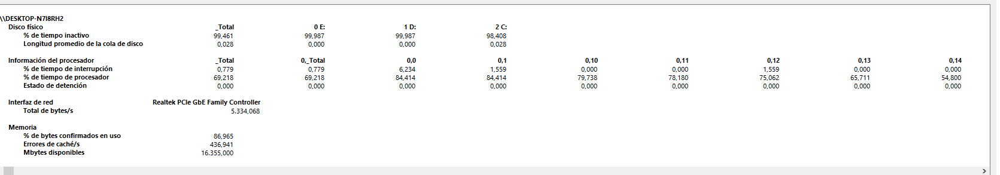 \\DESKTOP-N7I8RH2
Disco físico _Total 0 E: 1 D: 2 C:
% de tiempo inactivo 99,461 99,987 99,987 98,408
Longitud promedio de la cola de disco 0,028 0,000 0,000 0,028
Información del procesador _Total 0,_Total 0,0 0,1 0,10 0,11 0,12 0,13 0,14
% de tiempo de interrupción 0,779 0,779 6,234 1,559 0,000 0,000 1,559 0,000 0,000
% de tiempo de procesador 69,218 69,218 84,414 84,414 79,738 78,180 75,062 65,711 54,800
Estado de detención 0,000 0,000 0,000 0,000 0,000 0,000 0,000 0,000 0,000
Interfaz de red Realtek PCIe GbE Family Controller
Total de bytes/s 5.334,068
Memoria
% de bytes confirmados en uso 86,965
Errores de caché/s 436,941
Mbytes disponibles 16.355,000